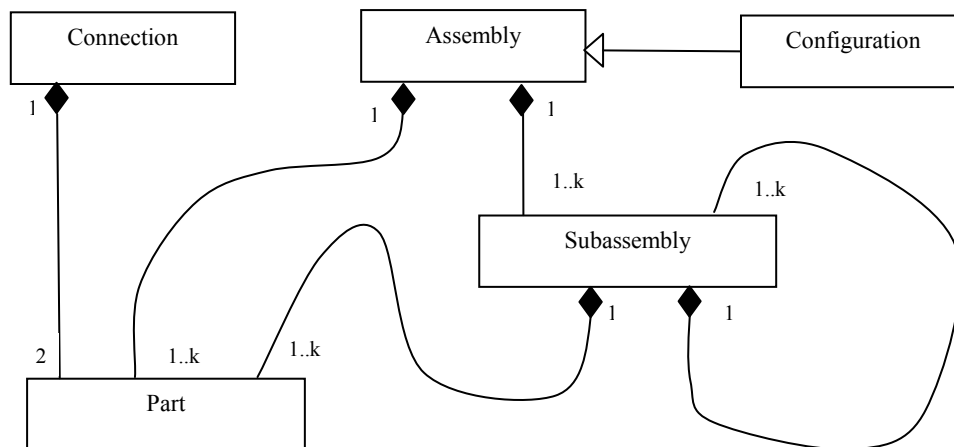 Connection
Assembly
Configuration
1
1
1
1..k
1..k
Subassembly
1
1
2
1..k
1..k
Part